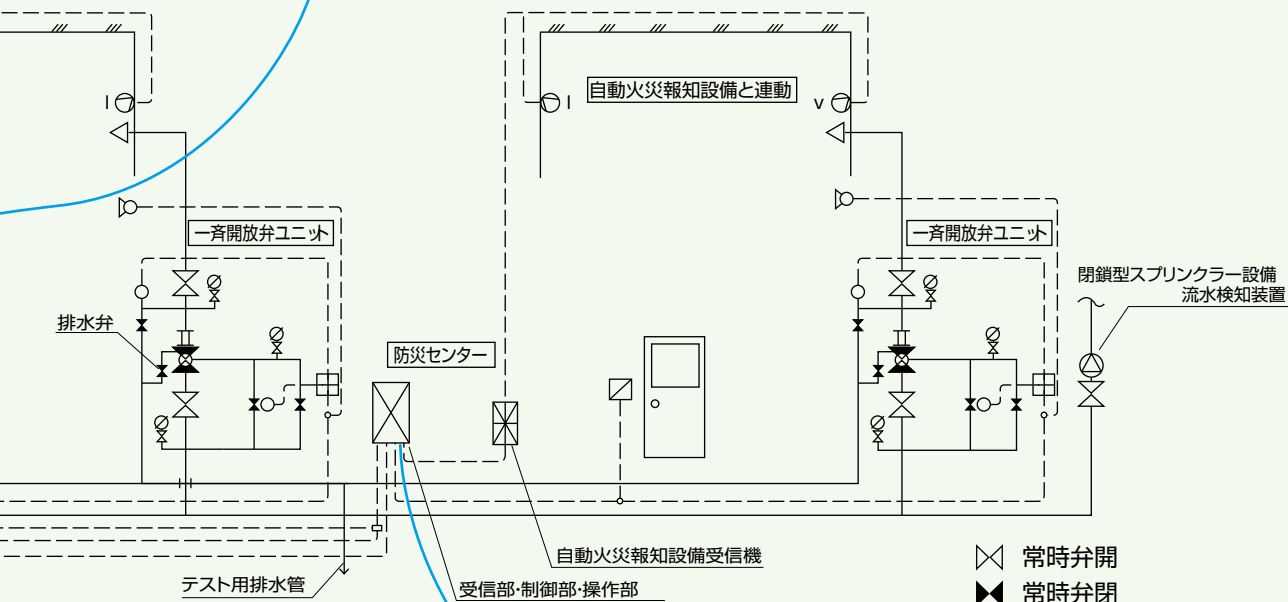 自動火災報知設備と連動
l
l
v
一斉開放弁ユニット
一斉開放弁ユニット
閉鎖型スプリンクラー設備
流水検知装置
排水弁
防災センター
自動火災報知設備受信機
テスト用排水管
受信部・制御部・操作部
常時弁開
常時弁閉